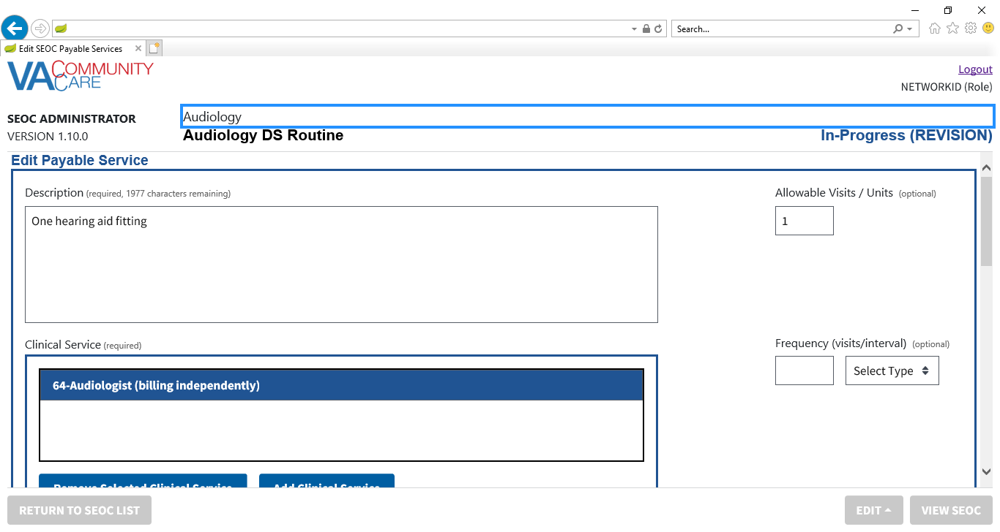 Search...
Edit SEOC Payable Services
VA COMMUNITY CARE
Logout
NETWORKID (Role)
SEOC ADMINISTRATOR
VERSION 1.10.0
Audiology
Audiology DS Routine
In-Progress (REVISION)
Edit Payable Service
Description (required, 1977 characters remaining)
Allowable Visits / Units (optional)
One hearing aid fitting
1
Clinical Service (required)
Frequency (visits/interval) (optional)
Select Type
64-Audiologist (billing independently)
Remove Selected Clinical Service
Add Clinical Service
RETURN TO SEOC LIST
EDIT
VIEW SEOC